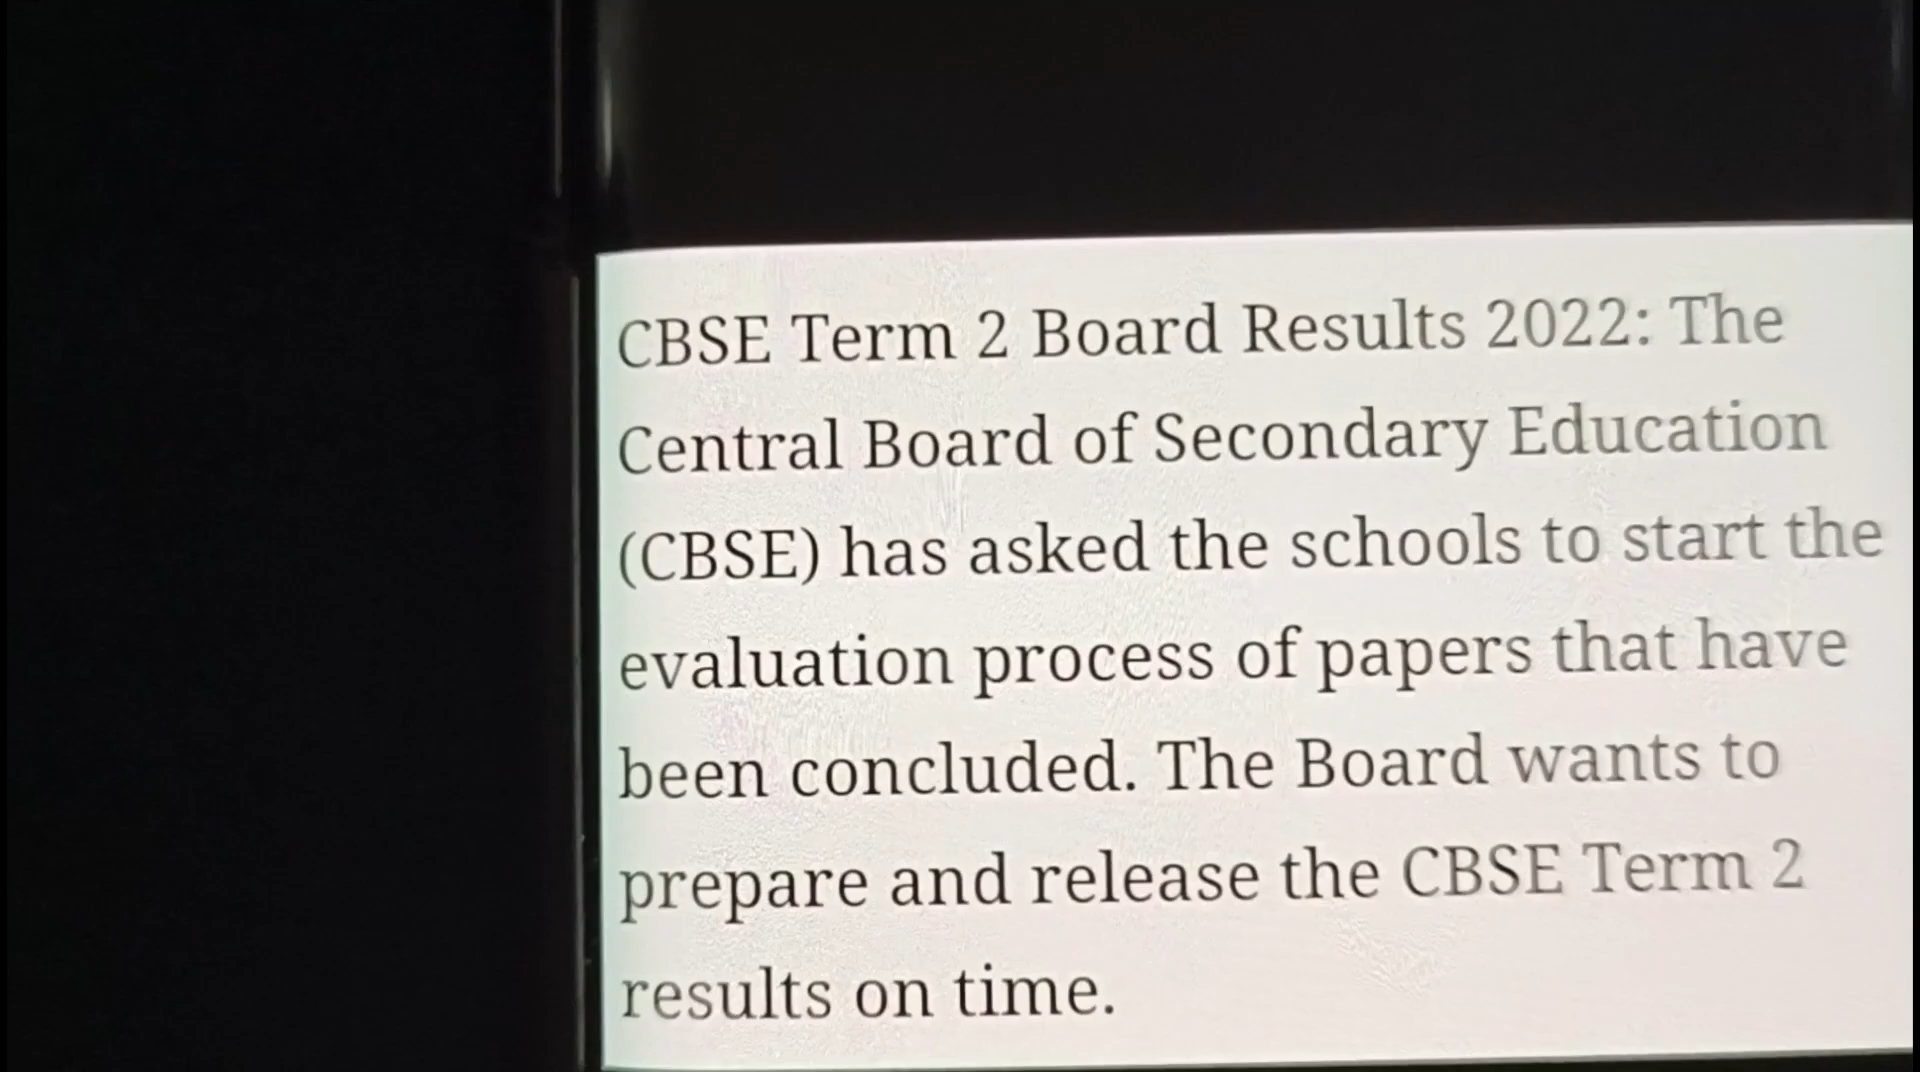 CBSE Term 2 Board Results 2022: The
Central Board of Secondary Education
(CBSE) has asked the schools to start the
evaluation process of papers that have
been concluded. The Board wants to
prepare and release the CBSE Term 2
results on time.